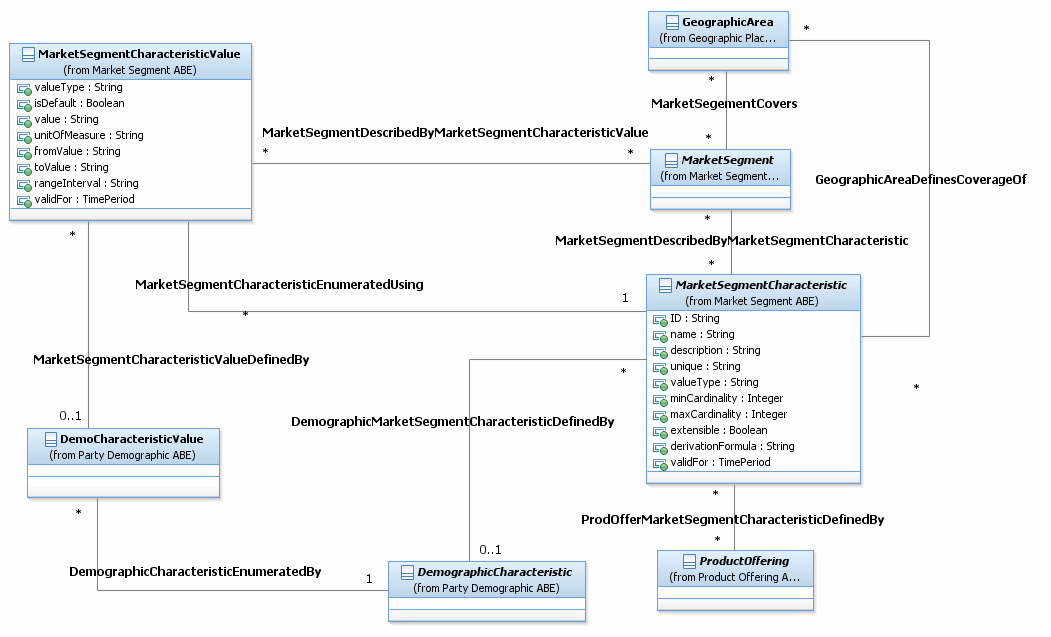 GeographicArea
(from Geographic Plac...
*
*
MarketSegementCovers
*
MarketSegmentCharacteristicValue
(from Market Segment ABE)
valueType : String
isDefault : Boolean
value : String
unitOfMeasure : String
fromValue : String
toValue : String
rangeInterval : String
validFor : TimePeriod
MarketSegmentDescribedByMarketSegmentCharacteristicValue
*
*
MarketSegment
(from Market Segment...
GeographicAreaDefinesCoverageOf
*
MarketSegmentDescribedByMarketSegmentCharacteristic
*
*
MarketSegmentCharacteristicEnumeratedUsing
1
*
MarketSegmentCharacteristic
(from Market Segment ABE)
ID : String
name : String
description : String
unique : String
valueType : String
minCardinality : Integer
maxCardinality : Integer
extensible : Boolean
derivationFormula : String
validFor : TimePeriod
*
MarketSegmentCharacteristicValueDefinedBy
*
0..1
DemographicMarketSegmentCharacteristicDefinedBy
DemoCharacteristicValue
(from Party Demographic ABE)
*
*
ProdOfferMarketSegmentCharacteristicDefinedBy
*
0..1
DemographicCharacteristicEnumeratedBy
1
DemographicCharacteristic
(from Party Demographic ABE)
ProductOffering
(from Product Offering A...